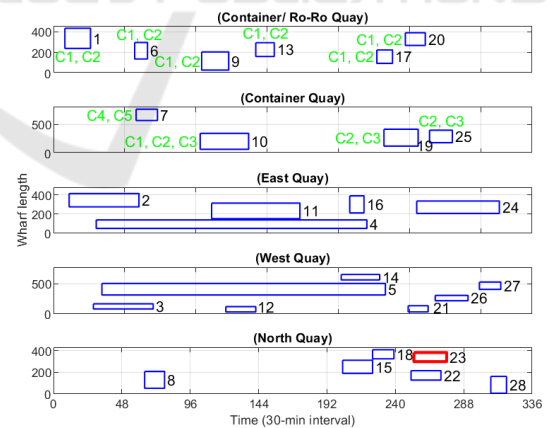 (Container/ Ro-Ro Quay)
400
200
0
C1, C2
1
C1, C2
6
C1, C2
9
C1, C2
13
C1, C2
17
C1, C2
20
(Container Quay)
500
0
C4, C5
7
C1, C2, C3
10
C2, C3
19
C2, C3
25
(East Quay)
400
200
0
2
11
4
16
24
Wharf length
(West Quay)
500
0
14
5
3
12
21
26
27
(North Quay)
400
200
0
8
15
18
23
22
28
0 48 96 144 192 240 288 336
Time (30-min interval)